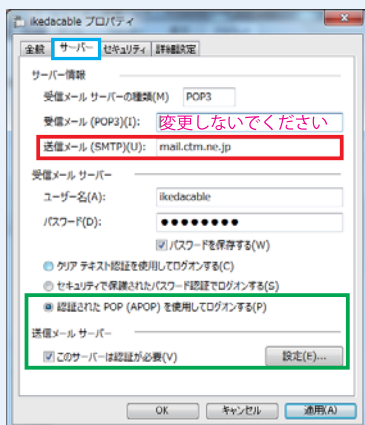 ikedacable プロパティ
全般 サーバー セキュリティ 詳細設定
サーバー情報
受信メール サーバーの種類(M) POP3
受信メール (POP3)(I): 変更しないでください
送信メール (SMTP)(U): mail.ctm.ne.jp
受信メール サーバー
ユーザー名(A): ikedacable
パスワード(D): ●●●●●●●●
パスワードを保存する(W)
クリア テキスト認証を使用してログオンする(C)
セキュリティで保護されたパスワード認証でログオンする(S)
認証された POP (APOP) を使用してログオンする(P)
送信メール サーバー
このサーバーは認証が必要(V) 設定(E)...
OK キャンセル 適用(A)